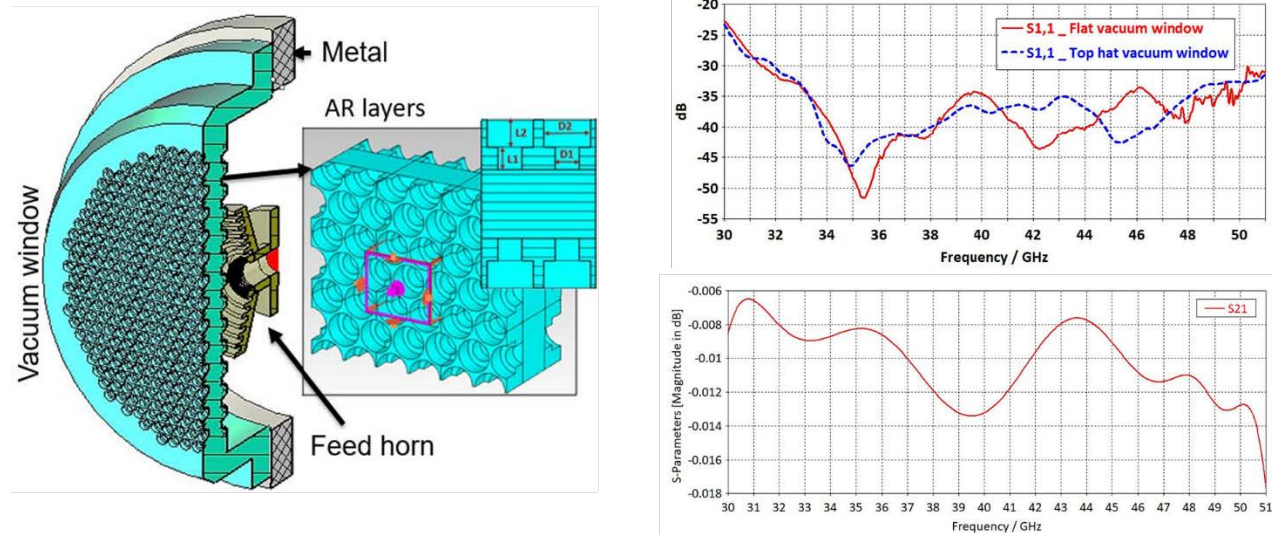 Metal
AR layers
L2
D2
L1
D1
Vacuum window
Feed horn
-20
-25
-30
-35
-40
-45
-50
-55
dB
S1,1 _ Flat vacuum window
S1,1 _ Top hat vacuum window
30 32 34 36 38 40 42 44 46 48 50
Frequency / GHz
-0.006
-0.008
-0.01
-0.012
-0.014
-0.016
-0.018
S-Parameters [Magnitude in dB]
S21
30 31 32 33 34 35 36 37 38 39 40 41 42 43 44 45 46 47 48 49 50 51
Frequency / GHz